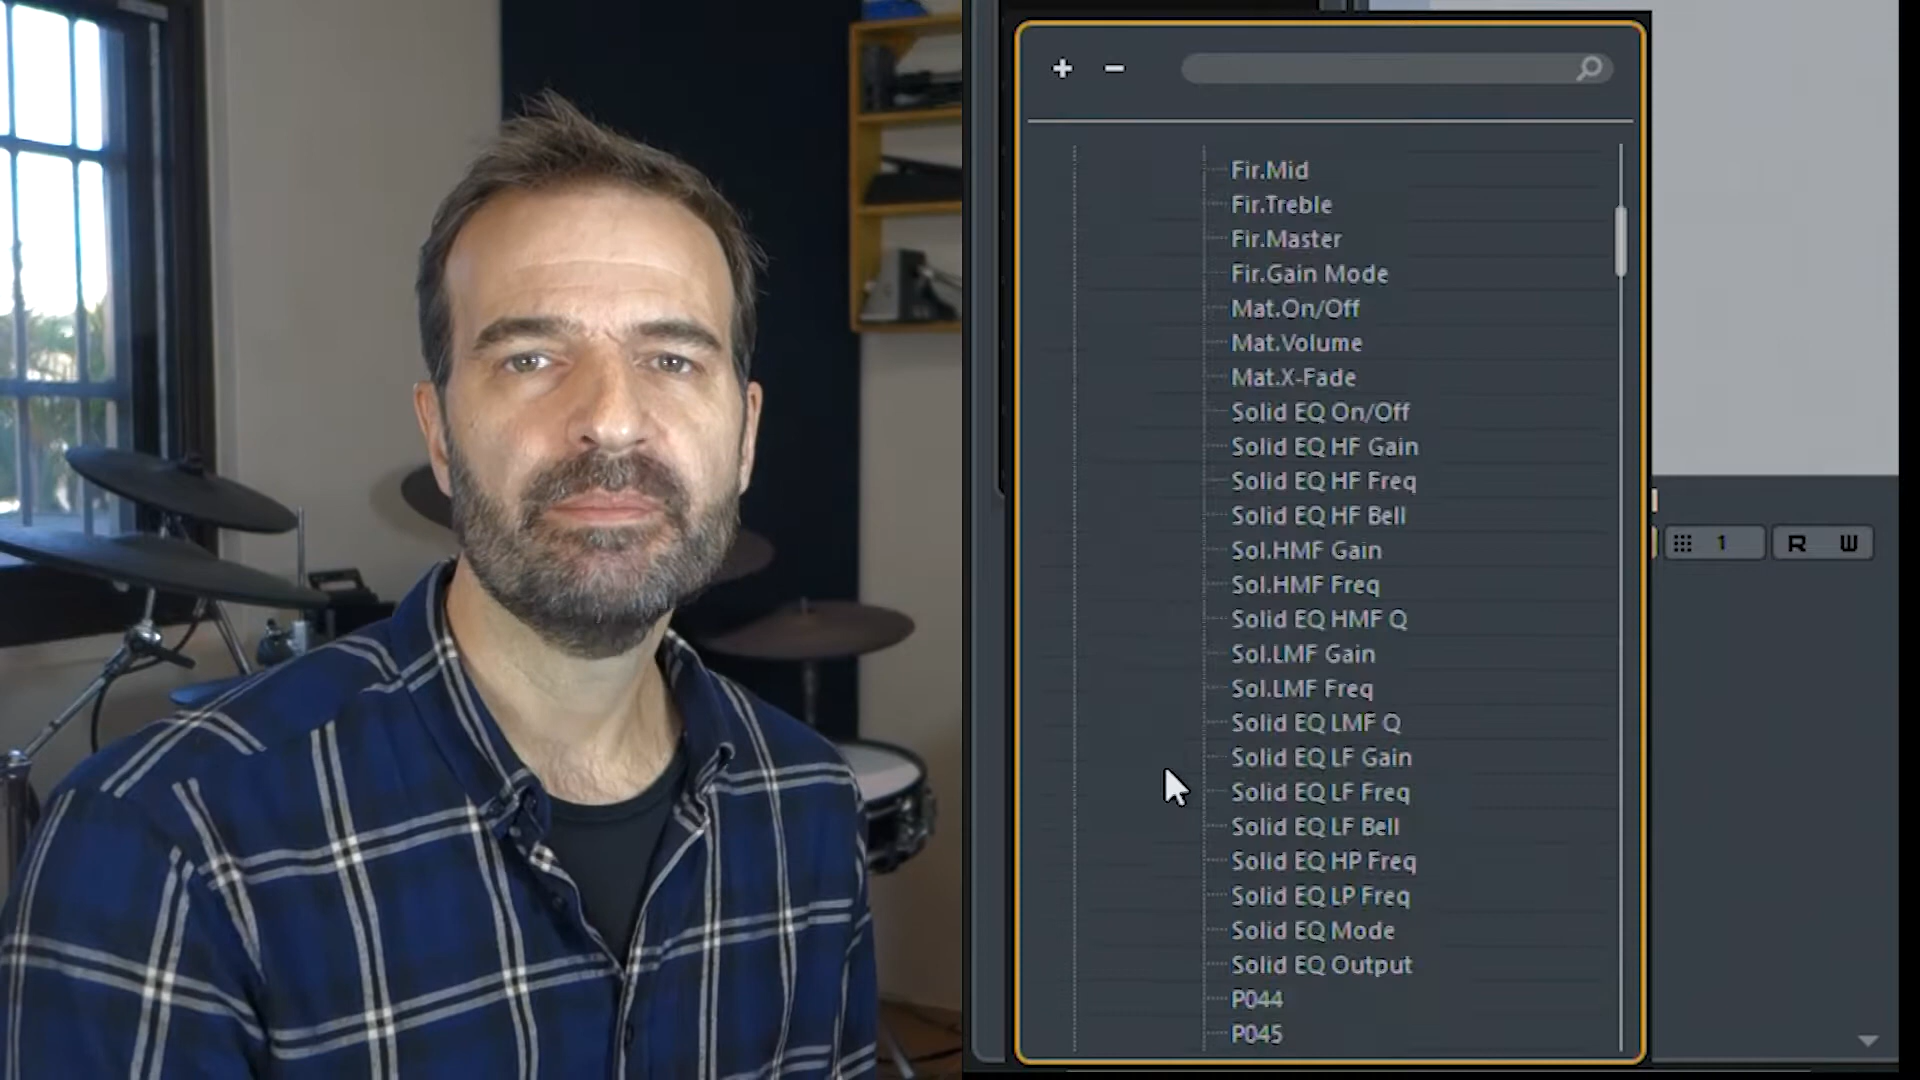 + −
Fir.Mid
Fir.Treble
Fir.Master
Fir.Gain Mode
Mat.On/Off
Mat.Volume
Mat.X-Fade
Solid EQ On/Off
Solid EQ HF Gain
Solid EQ HF Freq
Solid EQ HF Bell
Sol.HMF Gain
Sol.HMF Freq
Solid EQ HMF Q
Sol.LMF Gain
Sol.LMF Freq
Solid EQ LMF Q
Solid EQ LF Gain
Solid EQ LF Freq
Solid EQ LF Bell
Solid EQ HP Freq
Solid EQ LP Freq
Solid EQ Mode
Solid EQ Output
P044
P045
1 R W